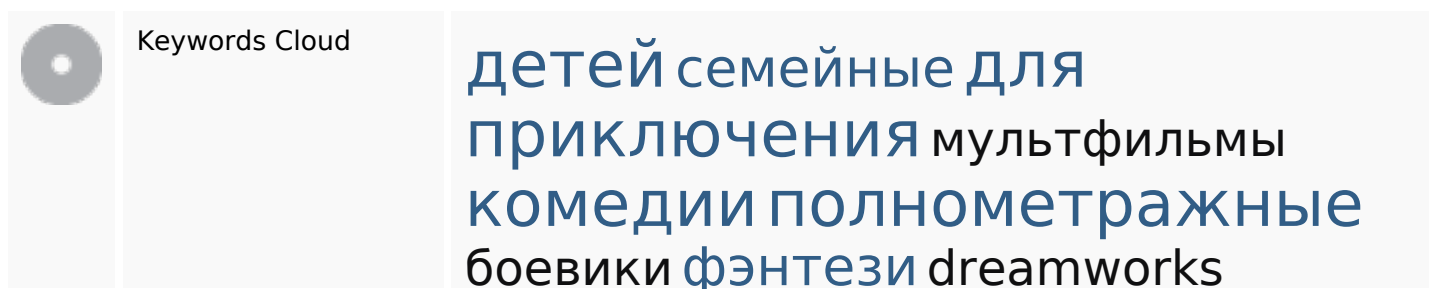 Keywords Cloud
детей семейные для
приключения мультфильмы
комедии полнометражные
боевики фэнтези dreamworks